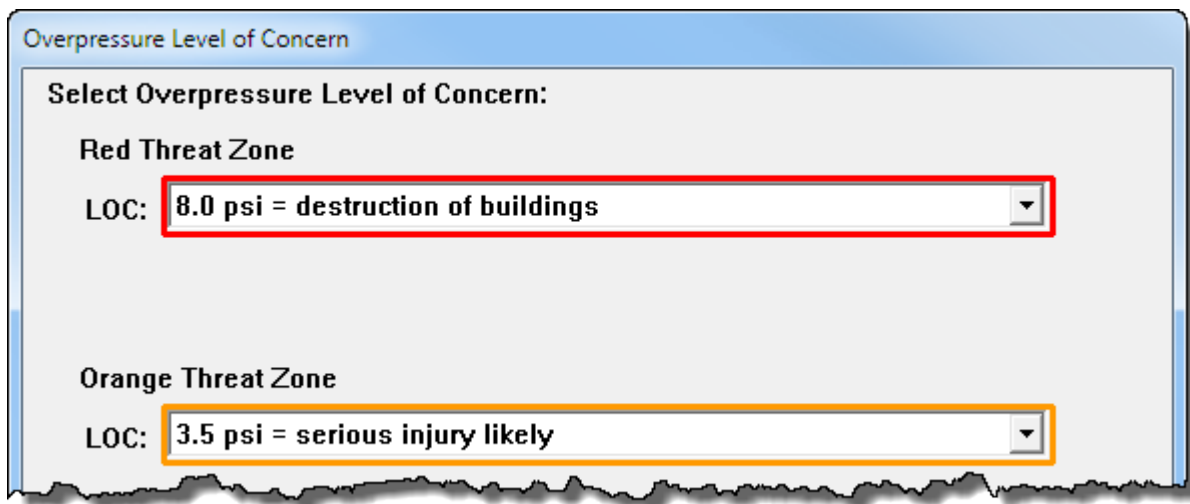 Overpressure Level of Concern
Select Overpressure Level of Concern:
Red Threat Zone
LOC: 8.0 psi = destruction of buildings
Orange Threat Zone
LOC: 3.5 psi = serious injury likely